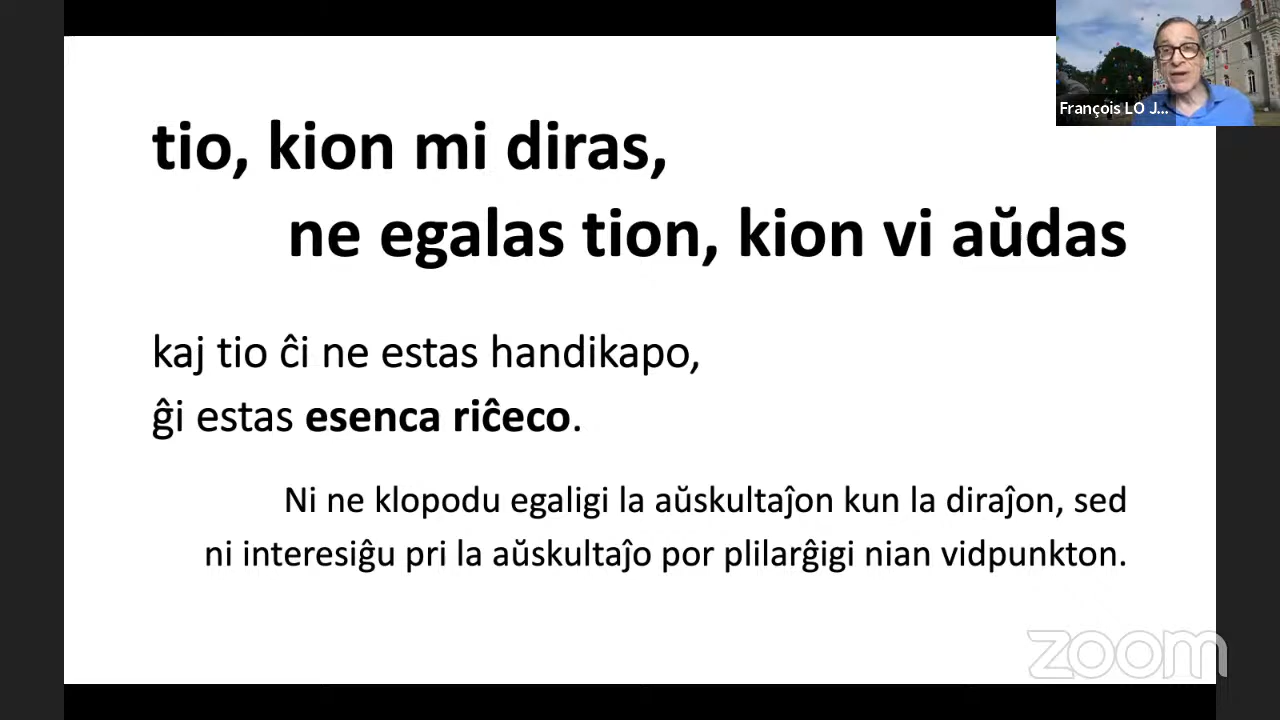 François LO J...
tio, kion mi diras,
ne egalas tion, kion vi aŭdas
kaj tio ĉi ne estas handikapo,
ĝi estas esenca riĉeco.
Ni ne klopodu egaligi la aŭskultaĵon kun la diraĵon, sed
ni interesiĝu pri la aŭskultaĵo por plilarĝigi nian vidpunkton.
zoom